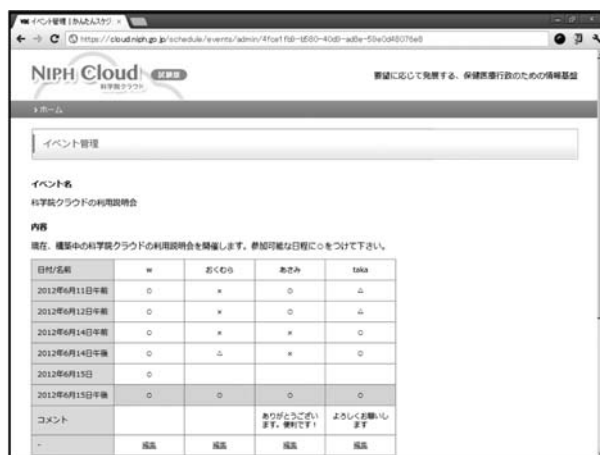 イベント管理 | かんたんスケジ ×
https://cloud.niph.go.jp/schedule/events/admin/
NIPH Cloud 試験版
科学院クラウド
要望に応じて発展する、保健医療行政のための情報基盤
ホーム
イベント管理
イベント名
科学院クラウドの利用説明会
内容
現在、構築中の科学院クラウドの利用説明会を開催します。参加可能な日程に○をつけて下さい。
日付/名前 w おくむら あさみ taka
2012年6月11日午前 ○ × ○ △
2012年6月12日午前 ○ × ○ △
2012年6月14日午前 ○ × × ○
2012年6月14日午後 ○ △ × ○
2012年6月15日 ○
2012年6月15日午後 ○ ○ ○ ○
コメント ありがとうござい よろしくお願いし
ます。便利です! ます
- 編集 編集 編集 編集